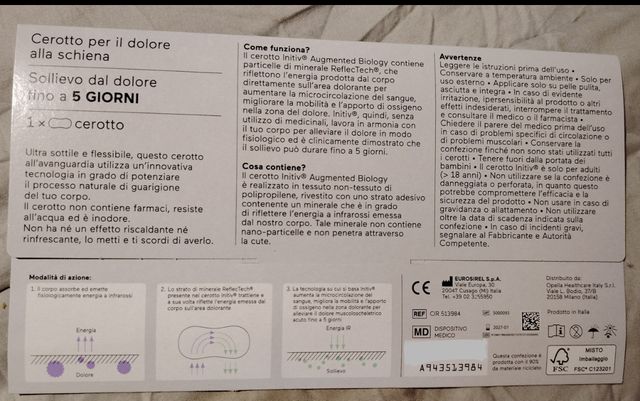 Cerotto per il dolore
alla schiena
Sollievo dal dolore
fino a 5 GIORNI
1 × cerotto
Ultra sottile e flessibile, questo cerotto
all'avanguardia utilizza un'innovativa
tecnologia in grado di potenziare
il processo naturale di guarigione
del tuo corpo.
Il cerotto non contiene farmaci, resiste
all'acqua ed è inodore.
Non ha né un effetto riscaldante né
rinfrescante, lo metti e ti scordi di averlo.
Come funziona?
Il cerotto Initiv® Augmented Biology contiene
particelle di minerale ReflecTech®, che
riflettono l'energia prodotta dal corpo
direttamente sull'area dolorante per
aumentare la microcircolazione del sangue,
migliorare la mobilità e l'apporto di ossigeno
nella zona del dolore. Initiv®, quindi, senza
utilizzo di medicinali, lavora in armonia con
il tuo corpo per alleviare il dolore in modo
fisiologico ed è clinicamente dimostrato che
il sollievo può durare fino a 5 giorni.
Cosa contiene?
Il cerotto Initiv® Augmented Biology
è realizzato in tessuto non-tessuto di
polipropilene, rivestito con uno strato adesivo
contenente un minerale che è in grado
di riflettere l'energia a infrarossi emessa
dal nostro corpo. Tale minerale non contiene
nano-particelle e non penetra attraverso
la cute.
Avvertenze
Leggere le istruzioni prima dell'uso •
Conservare a temperatura ambiente • Solo per
uso esterno • Applicare solo su pelle pulita,
asciutta e integra • In caso di evidente
irritazione, ipersensibilità al prodotto o altri
effetti indesiderati, interrompere il trattamento
e consultare il medico o il farmacista •
Chiedere il parere del medico prima dell'uso
in caso di problemi specifici di circolazione o
di problemi muscolari • Conservare la
confezione finché non sono stati utilizzati tutti
i cerotti • Tenere fuori dalla portata dei
bambini • Il cerotto Initiv® è solo per adulti
(> 18 anni) • Non utilizzare se la confezione è
danneggiata o perforata, in quanto questo
potrebbe compromettere l'efficacia e la
sicurezza del prodotto • Non usare in caso di
gravidanza o allattamento • Non utilizzare
oltre la data di scadenza indicata sulla
confezione • In caso di incidenti gravi,
segnalare al Fabbricante e Autorità
Competente.
Modalità di azione:
1. Il corpo assorbe ed emette
fisiologicamente energia a infrarossi
Energia
Dolore
2. Lo strato di minerale ReflecTech®
presente nel cerotto Initiv® trattiene e
a sua volta riflette l'energia emessa dal
corpo sull'area dolorante
3. La tecnologia su cui si basa Initiv®
aumenta la microcircolazione del
sangue, migliora la mobilità e l'apporto
di ossigeno nella zona dolorante per
alleviare il dolore muscoloscheletrico
acuto fino a 5 giorni
Energia IR
Sollievo
CE
EUROSIREL S.p.A.
Viale Europa, 30
20047 Cusago (MI) Italia
Tel. +39 02
Distribuito da:
Opella Healthcare Italy S.r.l.
Viale L. Bodio, 37/B
20158 Milano (Italia)
REF CIR 513984
Prodotto in Italia
MD DISPOSITIVO
MEDICO
A943513984
Questa confezione è
prodotta con il 90%
da materiale riciclato
FSC
MISTO
Imballaggio
FSC® C123201